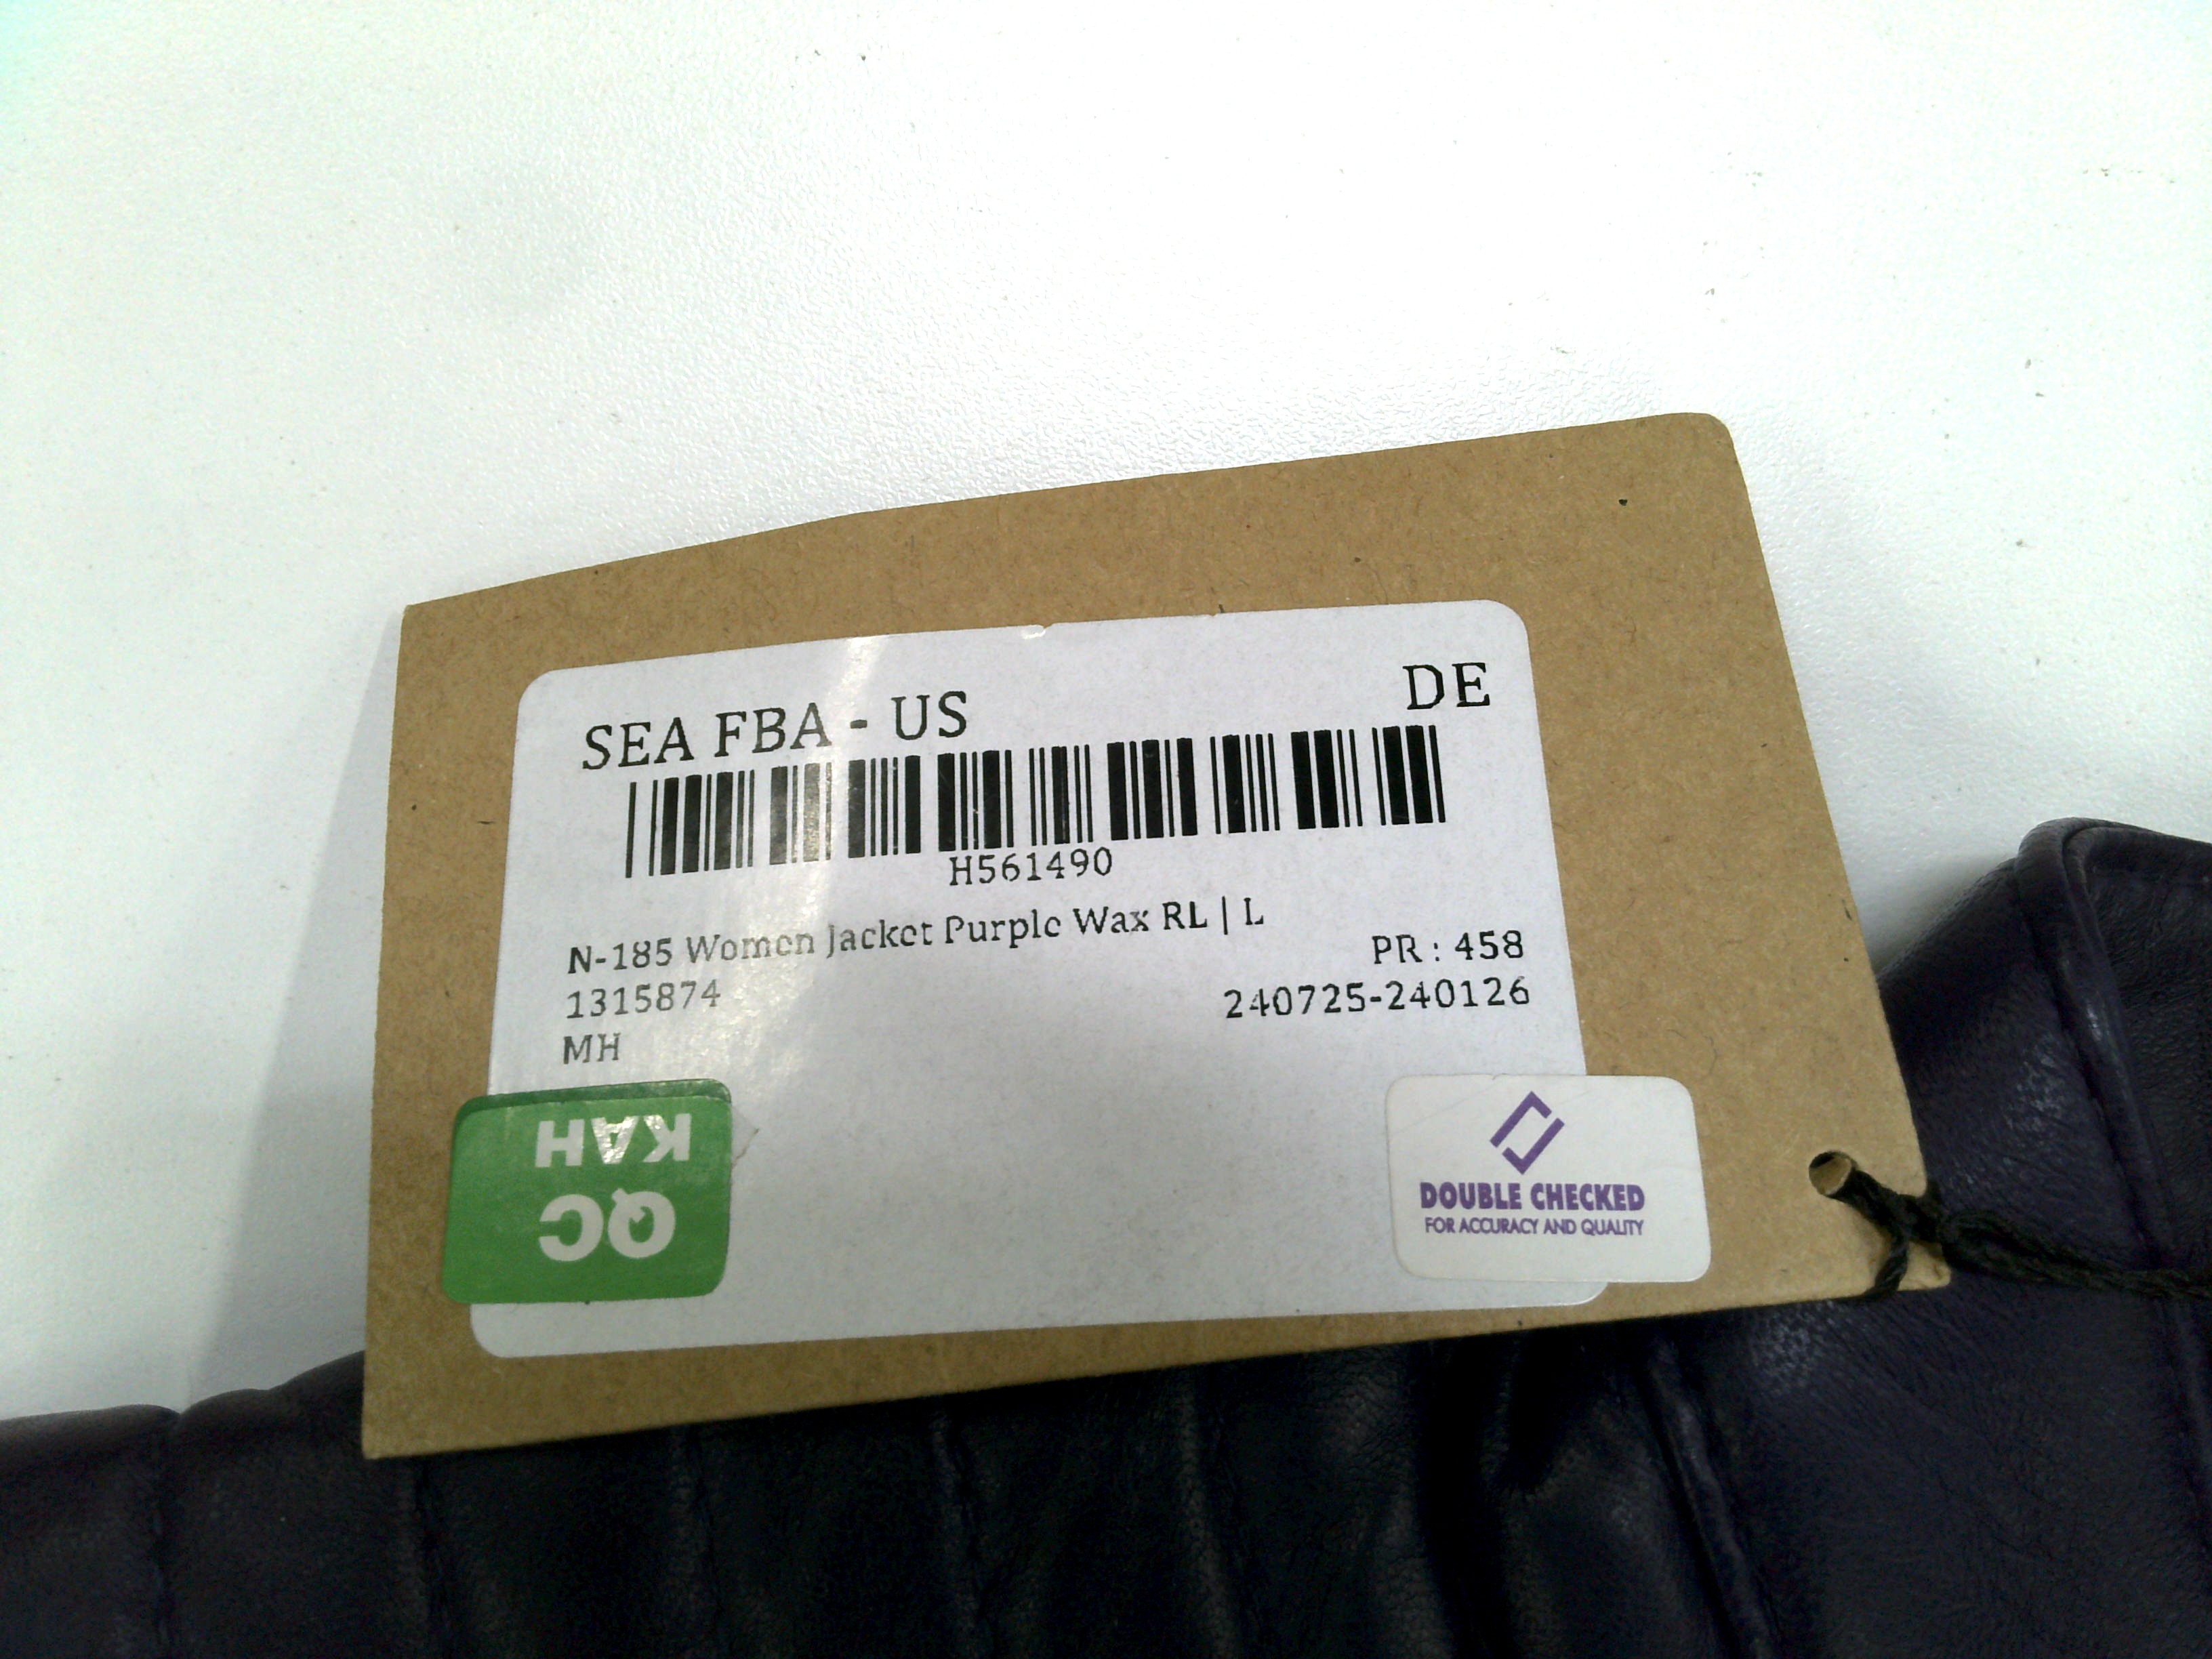 SEA FBA - US
DE
H561490
N-185 Women Jacket Purple Wax RL | L
PR : 458
1315874
240725-240126
MH
QC
KAH
DOUBLE CHECKED
FOR ACCURACY AND QUALITY